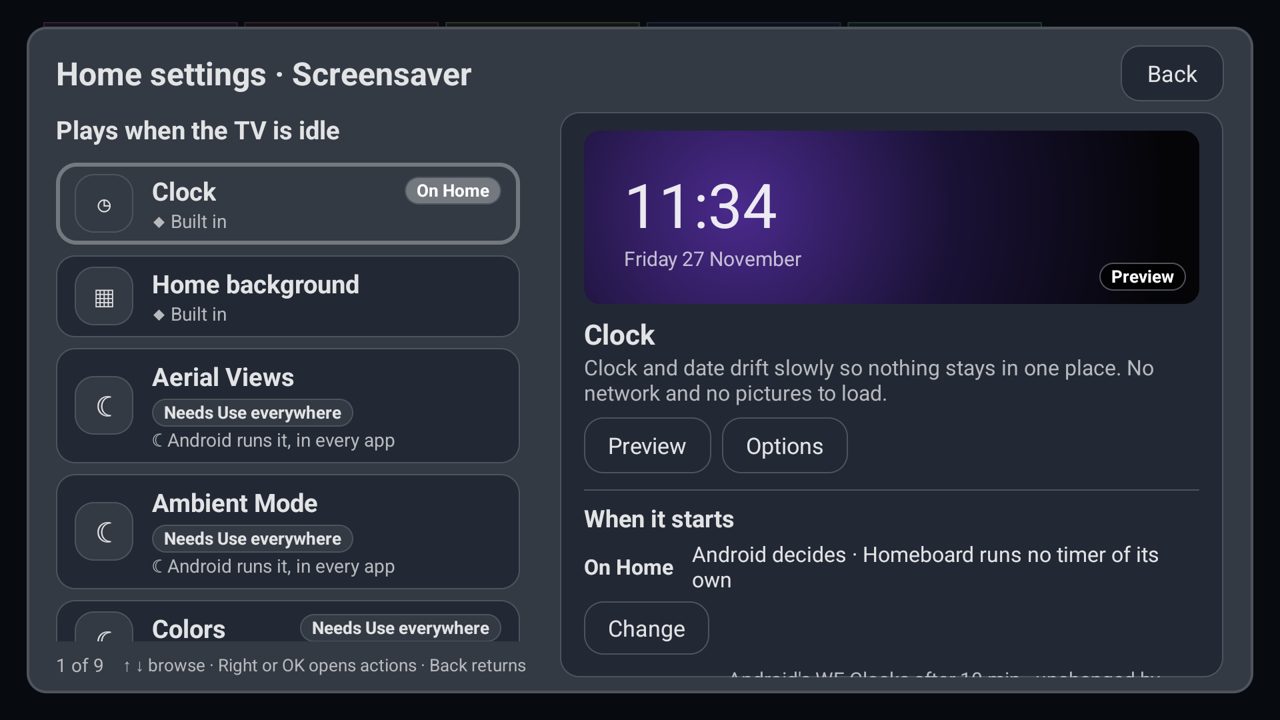 Home settings · Screensaver
Back
Plays when the TV is idle
Clock
On Home
◆ Built in
Home background
◆ Built in
Aerial Views
Needs Use everywhere
☾ Android runs it, in every app
Ambient Mode
Needs Use everywhere
☾ Android runs it, in every app
Colors
Needs Use everywhere
1 of 9 ↑ ↓ browse · Right or OK opens actions · Back returns
11:34
Friday 27 November
Preview
Clock
Clock and date drift slowly so nothing stays in one place. No
network and no pictures to load.
Preview
Options
When it starts
On Home
Android decides · Homeboard runs no timer of its
own
Change